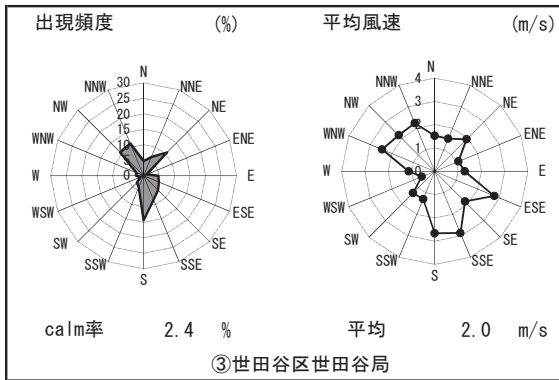 出現頻度 (%) 平均風速 (m/s)
N N
NNW NNE NNW NNE
NW NE NW NE
WNW ENE WNW ENE
W E W E
WSW ESE WSW ESE
SW SE SW SE
SSW SSE SSW SSE
S S
30
25
20
15
10
5
0
4
3
2
1
0
calm率 2.4 % 平均 2.0 m/s
③世田谷区世田谷局